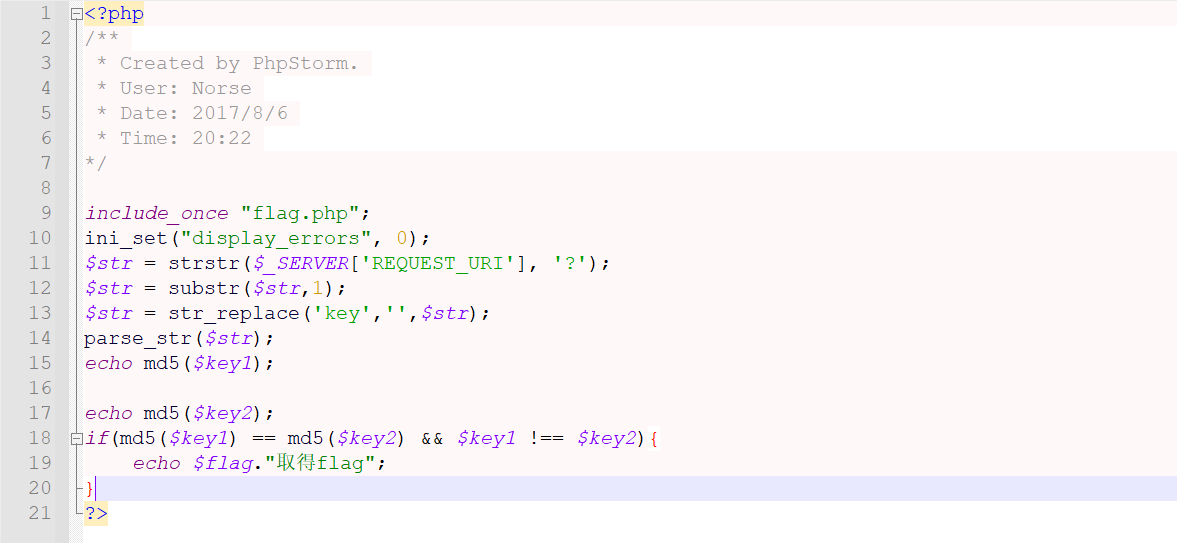 1 <?php
2 /**
3  * Created by PhpStorm.
4  * User: Norse
5  * Date: 2017/8/6
6  * Time: 20:22
7 */
8
9 include_once "flag.php";
10 ini_set("display_errors", 0);
11 $str = strstr($_SERVER['REQUEST_URI'], '?');
12 $str = substr($str,1);
13 $str = str_replace('key','',$str);
14 parse_str($str);
15 echo md5($key1);
16
17 echo md5($key2);
18 if(md5($key1) == md5($key2) && $key1 !== $key2){
19     echo $flag."取得flag";
20 }
21 ?>